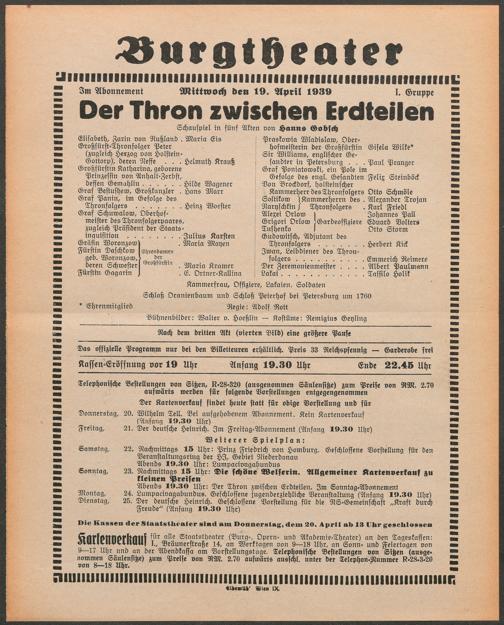 Burgtheater
Im Abonnement Mittwoch den 19. April 1939 I. Gruppe
Der Thron zwischen Erdteilen
Schauspiel in fünf Akten von Hanns Gobsch
Elisabeth, Zarin von Rußland . Maria Eis
Großfürst-Thronfolger Peter
(zugleich Herzog von Holstein-
Gottorp), deren Neffe . . . Helmuth Krauß
Großfürstin Katharina, geborene
Prinzessin von Anhalt-Zerbst,
dessen Gemahlin . . . . . Hilde Wagener
Graf Bestushew, Großkanzler . Hans Marr
Graf Panin, im Gefolge des
Thronfolgers . . . . . . Heinz Woester
Graf Schuwalow, Oberhof-
meister des Thronfolgerpaares,
zugleich Präsident der Staats-
inquisition . . . . . . Julius Karsten
Gräfin Woronzow Maria Mayen
Fürstin Daschkow
geb. Woronzow,
deren Schwester Maria Kramer
Fürstin Gagarin E. Ortner-Kallina
Ehrendamen der Großfürstin
Praskowia Wladislaw, Ober-
hofmeisterin der Großfürstin Gisela Wilke*
Sir Williams, englischer Ge-
sandter in Petersburg . . . Paul Pranger
Graf Poniatowski, ein Pole im
Gefolge des engl. Gesandten Felix Steinböck
Von Brockdorf, holsteinischer
Kammerherr des Thronfolgers Otto Schmöle
Soltikow Kammerherren des Alexander Trojan
Narischkin Thronfolgers Karl Friedl
Alexei Orlow Johannes Pall
Grigori Orlow Gardeoffiziere Eduard Volters
Tushenko Otto Storm
Gudowitsch, Adjutant des
Thronfolgers . . . . . . Herbert Kick
Iwan, Leibdiener des Thron-
folgers . . . . . . . . Emmerich Reimers
Der Zeremonienmeister . . . Albert Paulmann
Lakai . . . . . . . . . Tassilo Holik
Kammerfrau, Offiziere, Lakaien, Soldaten
Schloß Oranienbaum und Schloß Peterhof bei Petersburg um 1760
* Ehrenmitglied Regie: Adolf Rott
Bühnenbilder: Walter v. Hoeßlin — Kostüme: Remigius Geyling
Nach dem dritten Akt (vierten Bild) eine größere Pause
Das offizielle Programm nur bei den Billetteuren erhältlich. Preis 33 Reichspfennig — Garderobe frei
Kassen-Eröffnung vor 19 Uhr Anfang 19.30 Uhr Ende 22.45 Uhr
Telephonische Bestellungen von Sitzen, R-28-320 (ausgenommen Säulensitze) zum Preise von RM. 2.70
aufwärts werden für folgende Vorstellungen entgegengenommen
Der Kartenverkauf findet heute statt für obige Vorstellung und für
Donnerstag, 20. Wilhelm Tell. Bei aufgehobenem Abonnement. Kein Kartenverkauf
(Anfang 19.30 Uhr)
Freitag, 21. Der deutsche Heinrich. Im Freitag-Abonnement (Anfang 19.30 Uhr)
Weiterer Spielplan:
Samstag, 22. Nachmittags 15 Uhr: Prinz Friedrich von Homburg. Geschlossene Vorstellung für den
Veranstaltungsring der HJ, Gebiet Niederdonau
Abends 19.30 Uhr: Lumpacivagabundus
Sonntag, 23. Nachmittags 15 Uhr: Die schöne Welserin. Allgemeiner Kartenverkauf zu
kleinen Preisen
Abends 19.30 Uhr: Der Thron zwischen Erdteilen. Im Sonntag-Abonnement
Montag, 24. Lumpacivagabundus. Geschlossene jugenderziehliche Veranstaltung (Anfang 19.30 Uhr)
Dienstag, 25. Der deutsche Heinrich. Geschlossene Vorstellung für die NS-Gemeinschaft „Kraft durch
Freude“ (Anfang 19.30 Uhr)
Die Kassen der Staatstheater sind am Donnerstag, dem 20. April ab 13 Uhr geschlossen
Kartenverkauf für alle Staatstheater (Burg-, Opern- und Akademie-Theater) an den Tageskassen:
I., Bräunerstraße 14, an Werktagen von 9—18 Uhr, an Sonn- und Feiertagen von
9—17 Uhr und an der Abendkassa am Vorstellungstage. Telephonische Bestellungen von Sitzen (ausge-
nommen Säulensitze) zum Preise von RM. 2.70 aufwärts ausschl. unter der Telephon-Nummer R-28-3-20
von 8—18 Uhr.
„Elbemühl“ Wien IX.